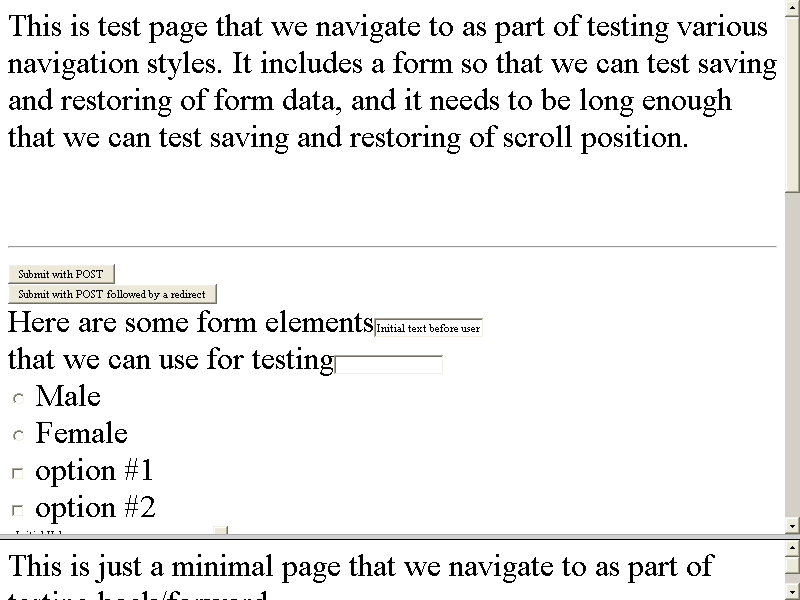 This is test page that we navigate to as part of testing various
navigation styles. It includes a form so that we can test saving
and restoring of form data, and it needs to be long enough
that we can test saving and restoring of scroll position.
Submit with POST
Submit with POST followed by a redirect
Here are some form elements Initial text before user
that we can use for testing
Male
Female
option #1
option #2
This is just a minimal page that we navigate to as part of
testing back/forward